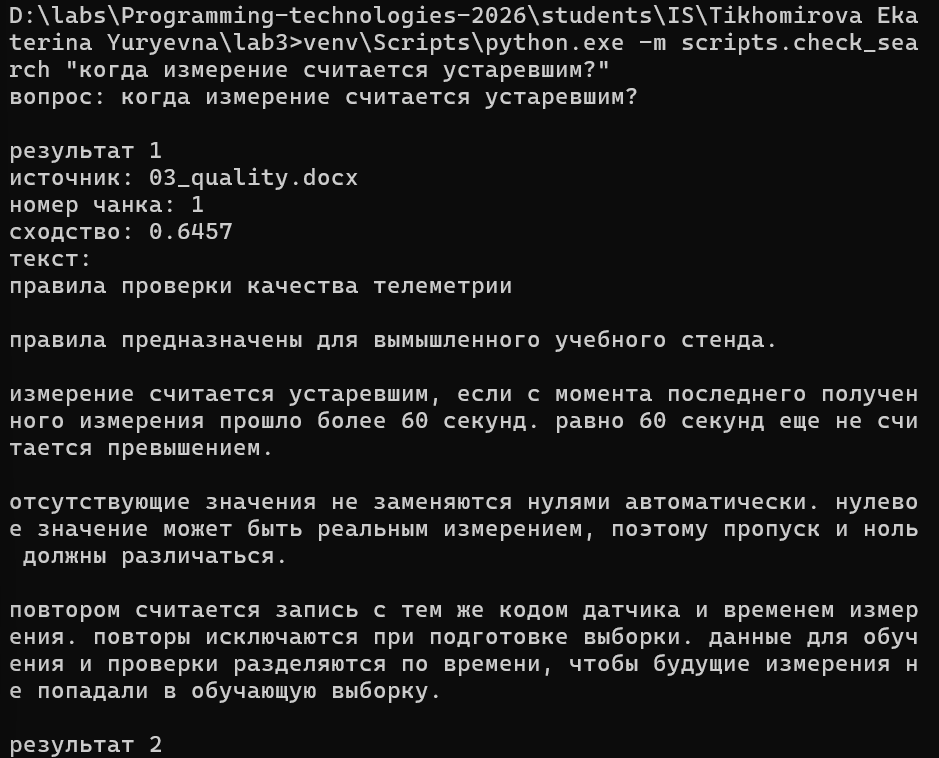 D:\labs\Programming-technologies-2026\students\IS\Tikhomirova Eka
terina Yuryevna\lab3>venv\Scripts\python.exe -m scripts.check_sea
rch "когда измерение считается устаревшим?"
вопрос: когда измерение считается устаревшим?
результат 1
источник: 03_quality.docx
номер чанка: 1
сходство: 0.6457
текст:
правила проверки качества телеметрии
правила предназначены для вымышленного учебного стенда.
измерение считается устаревшим, если с момента последнего получен
ного измерения прошло более 60 секунд. равно 60 секунд еще не счи
тается превышением.
отсутствующие значения не заменяются нулями автоматически. нулево
е значение может быть реальным измерением, поэтому пропуск и ноль
 должны различаться.
повтором считается запись с тем же кодом датчика и временем измер
ения. повторы исключаются при подготовке выборки. данные для обуч
ения и проверки разделяются по времени, чтобы будущие измерения н
е попадали в обучающую выборку.
результат 2